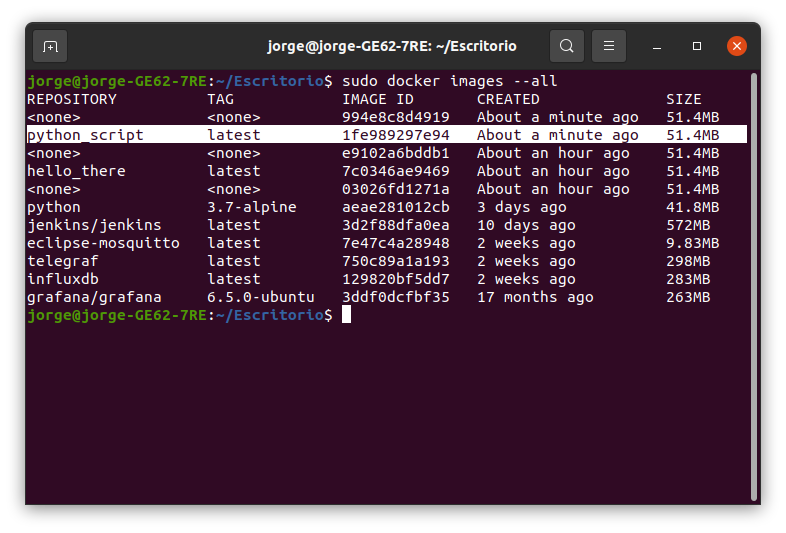 jorge@jorge-GE62-7RE: ~/Escritorio
jorge@jorge-GE62-7RE:~/Escritorio$ sudo docker images --all
REPOSITORY TAG IMAGE ID CREATED SIZE
<none> <none> 994e8c8d4919 About a minute ago 51.4MB
python_script latest 1fe989297e94 About a minute ago 51.4MB
<none> <none> e9102a6bddb1 About an hour ago 51.4MB
hello_there latest 7c0346ae9469 About an hour ago 51.4MB
<none> <none> 03026fd1271a About an hour ago 51.4MB
python 3.7-alpine aeae281012cb 3 days ago 41.8MB
jenkins/jenkins latest 3d2f88dfa0ea 10 days ago 572MB
eclipse-mosquitto latest 7e47c4a28948 2 weeks ago 9.83MB
telegraf latest 750c89a1a193 2 weeks ago 298MB
influxdb latest 129820bf5dd7 2 weeks ago 283MB
grafana/grafana 6.5.0-ubuntu 3ddf0dcfbf35 17 months ago 263MB
jorge@jorge-GE62-7RE:~/Escritorio$